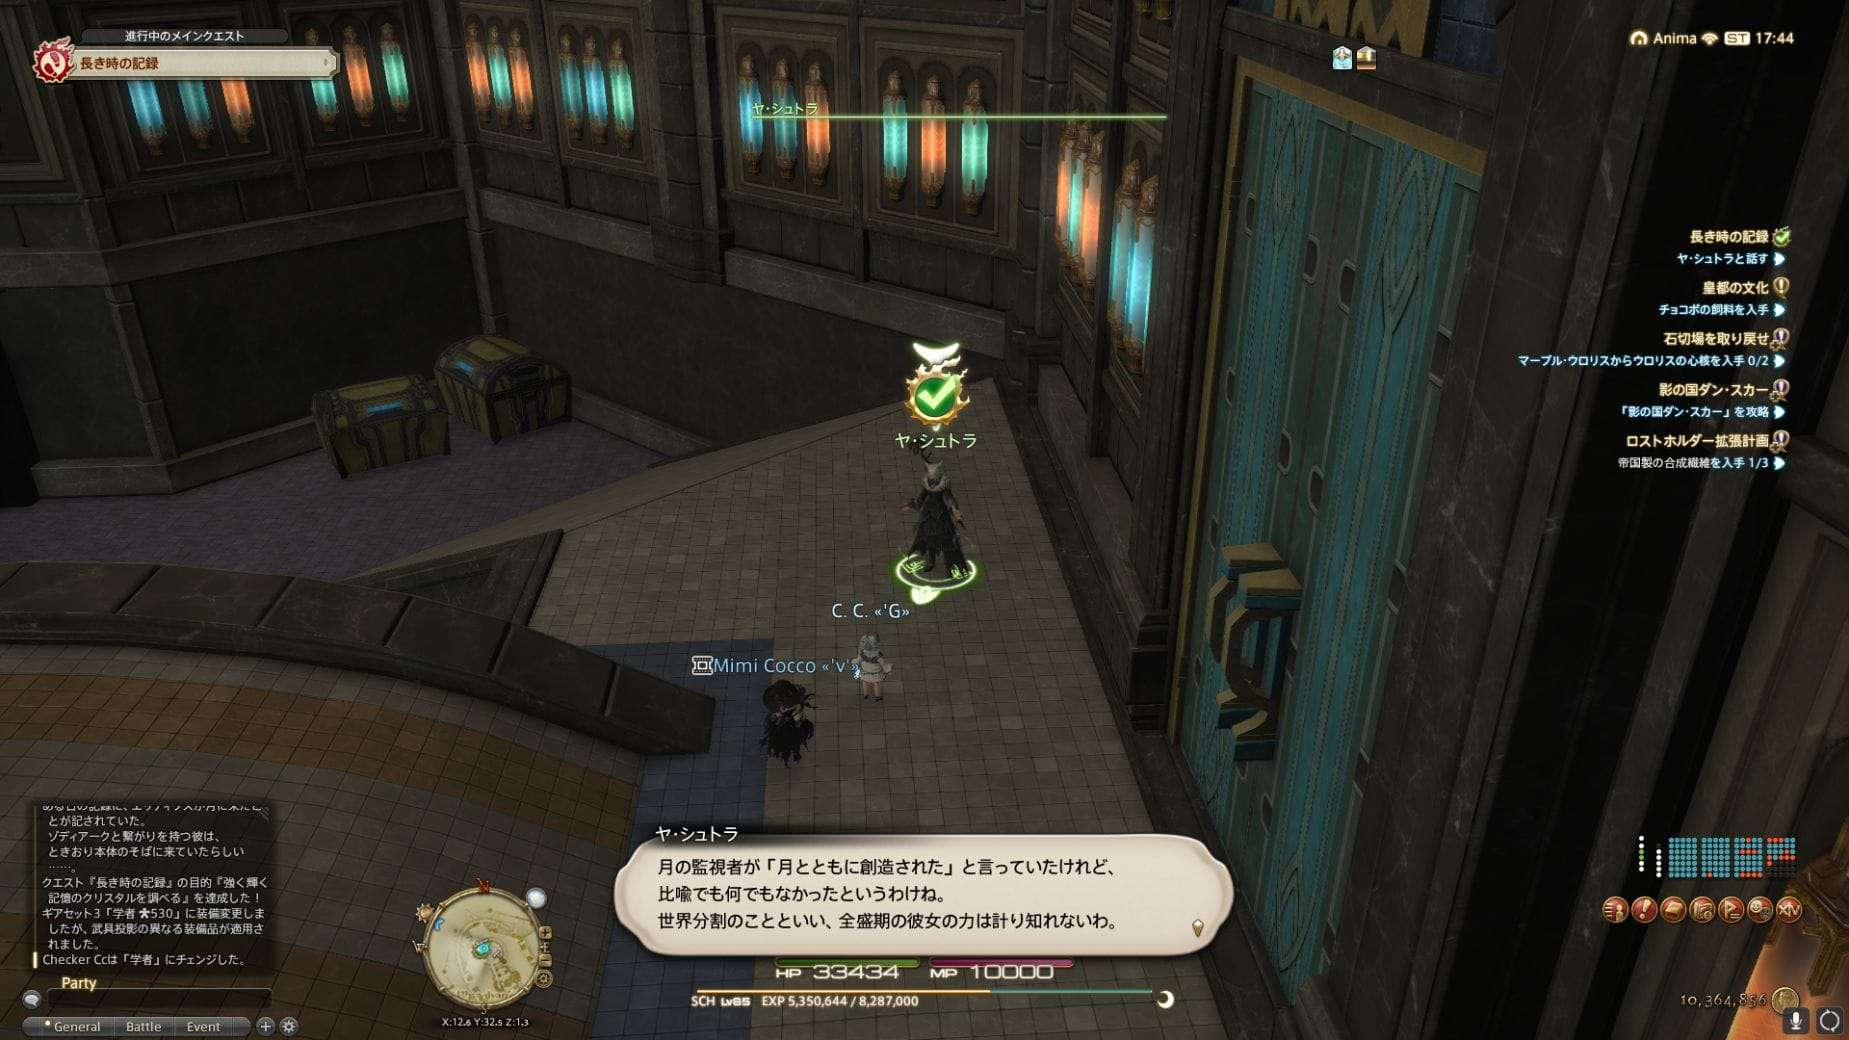 進行中のメインクエスト
長き時の記録
Anima ST 17:44
ヤ・シュトラ
長き時の記録
ヤ・シュトラと話す
皇都の文化
チョコボの飼料を入手
石切場を取り戻せ
マーブル・ウロリスからウロリスの心核を入手 0/2
影の国ダン・スカー
「影の国ダン・スカー」を攻略
ロストホルダー拡張計画
帝国製の合成繊維を入手 1/3
ヤ・シュトラ
C. C. «'G»
Mimi Cocco «'v'»
とが記されていた。
ゾディアークと繋がりを持つ彼は、
ときおり本体のそばに来ていたらしい
……。
クエスト『長き時の記録』の目的『強く輝く
記憶のクリスタルを調べる』を達成した！
ギアセット3「学者 ★530」に装備変更しま
したが、武具投影の異なる装備品が適用さ
れました。
Checker Ccは「学者」にチェンジした。
Party
General Battle Event
N
X:12.6 Y:32.5 Z:1.3
ヤ・シュトラ
月の監視者が「月とともに創造された」と言っていたけれど、
比喩でも何でもなかったというわけね。
世界分割のことといい、全盛期の彼女の力は計り知れないわ。
HP 33434 MP 10000
SCH Lv85 EXP 5,350,644 / 8,287,000
XIV
10,364,856